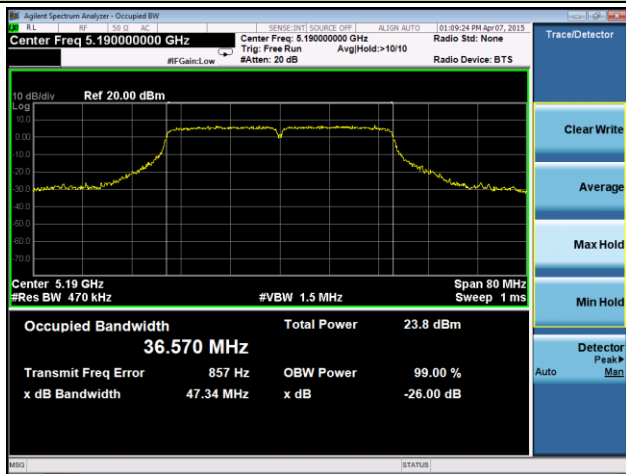 Agilent Spectrum Analyzer - Occupied BW
RL RF 50 Ω AC SENSE:INT SOURCE OFF ALIGN AUTO 01:09:24 PM Apr 07, 2015
Center Freq 5.190000000 GHz Center Freq: 5.190000000 GHz Radio Std: None
Trig: Free Run Avg|Hold:>10/10
#IFGain:Low #Atten: 20 dB Radio Device: BTS
10 dB/div Ref 20.00 dBm
Log
10.0
0.00
-10.0
-20.0
-30.0
-40.0
-50.0
-60.0
-70.0
Center 5.19 GHz Span 80 MHz
#Res BW 470 kHz #VBW 1.5 MHz Sweep 1 ms
Occupied Bandwidth Total Power 23.8 dBm
36.570 MHz
Transmit Freq Error 857 Hz OBW Power 99.00 %
x dB Bandwidth 47.34 MHz x dB -26.00 dB
MSG STATUS
Trace/Detector
Clear Write
Average
Max Hold
Min Hold
Detector
Peak▶
Auto Man